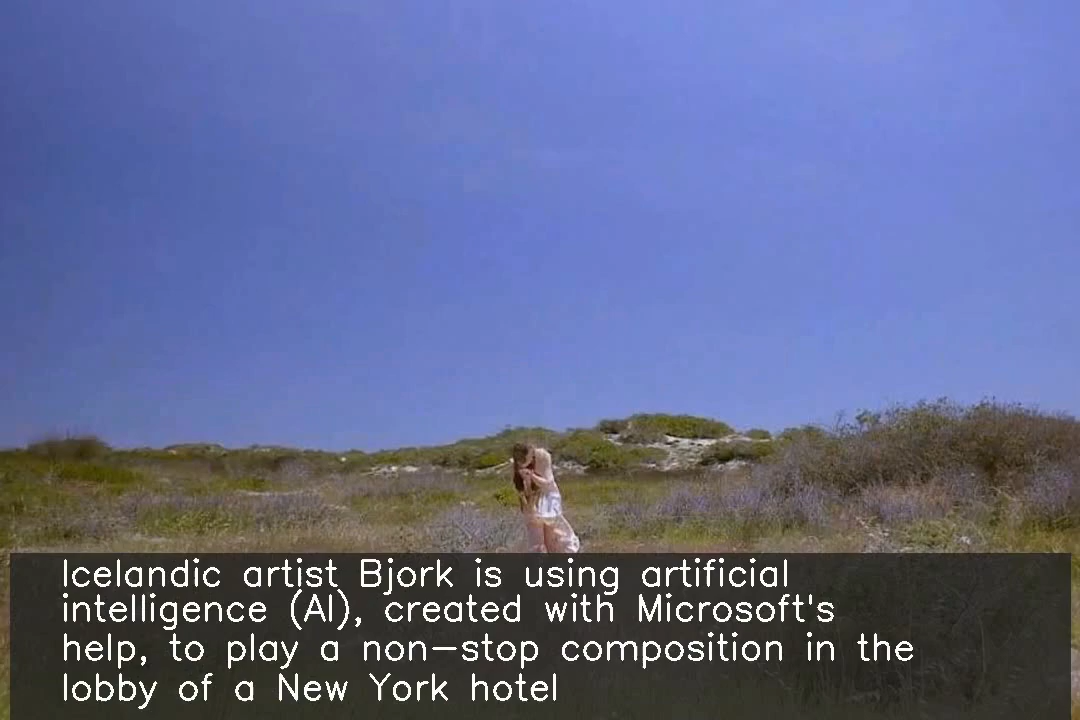 Icelandic artist Bjork is using artificial
intelligence (AI), created with Microsoft's
help, to play a non-stop composition in the
lobby of a New York hotel